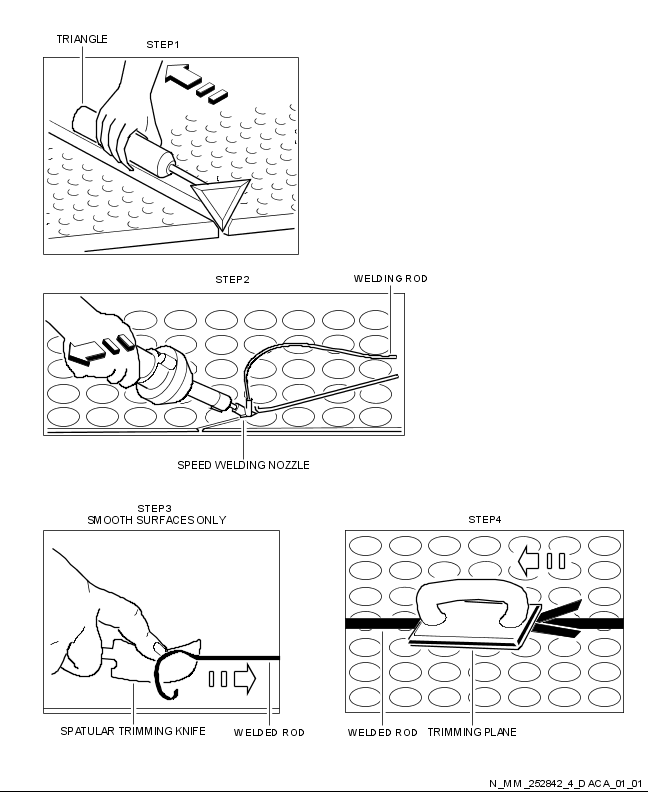 TRIANGLE
STEP1
STEP2
WELDING ROD
SPEED WELDING NOZZLE
STEP3
SMOOTH SURFACES ONLY
STEP4
SPATULAR TRIMMING KNIFE
WELDED ROD
WELDED ROD
TRIMMING PLANE
N_MM_252842_4_DACA_01_01